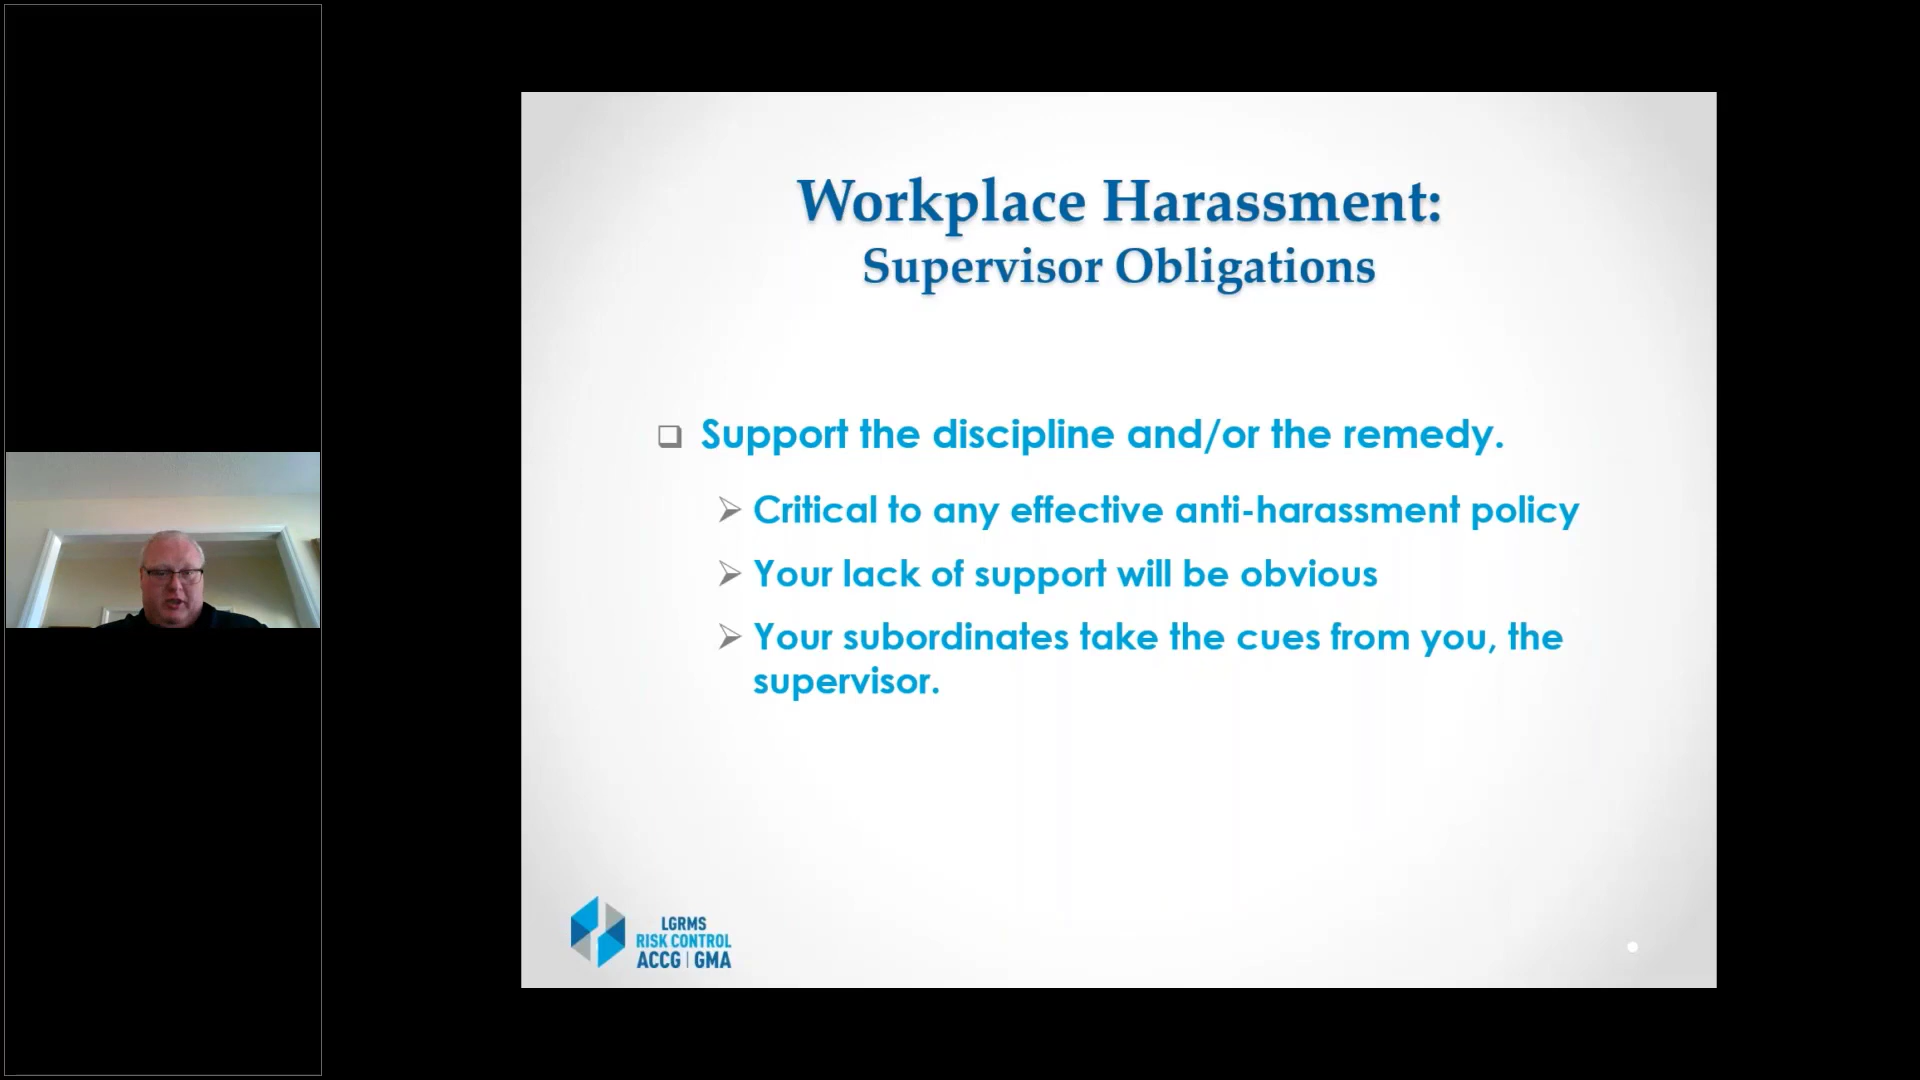 Workplace Harassment:
Supervisor Obligations
Support the discipline and/or the remedy.
Critical to any effective anti-harassment policy
Your lack of support will be obvious
Your subordinates take the cues from you, the
supervisor.
LGRMS
RISK CONTROL
ACCG | GMA